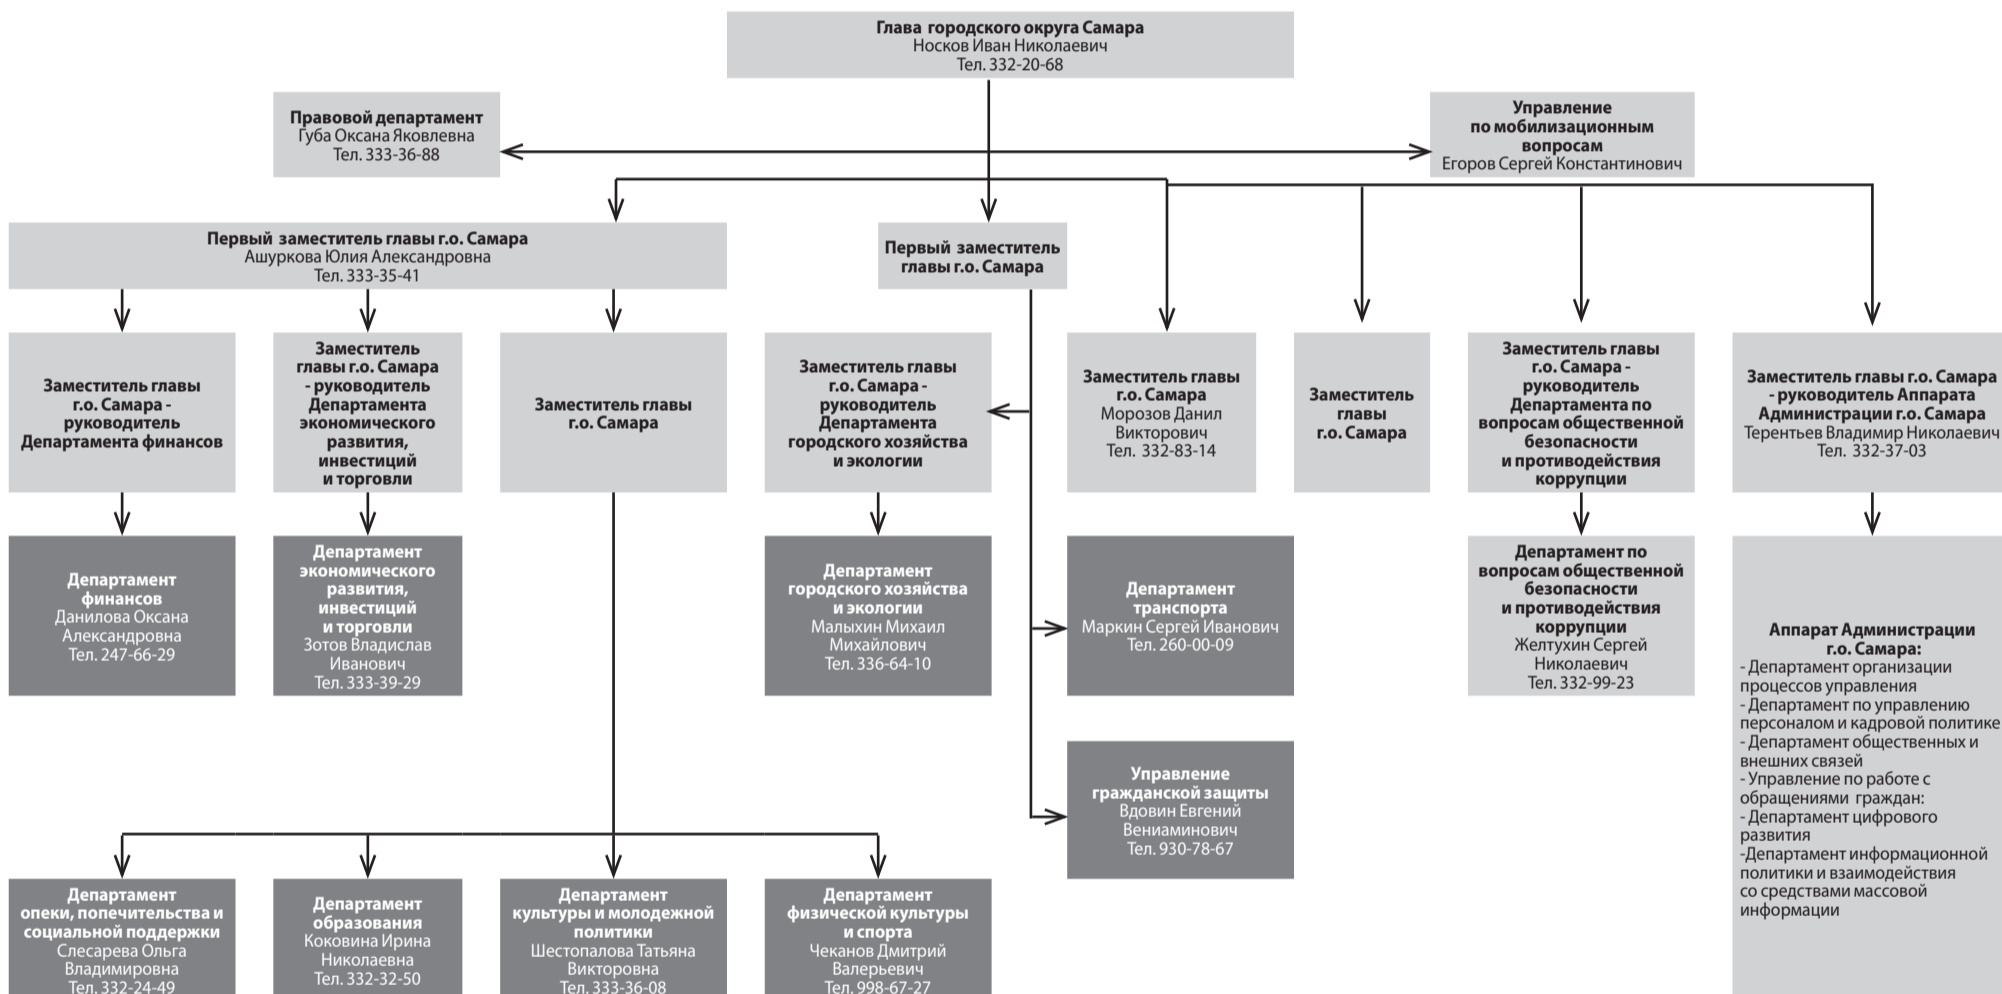 Глава городского округа Самара
Носков Иван Николаевич
Тел. 332-20-68
Правовой департамент
Губа Оксана Яковлевна
Тел. 333-36-88
Управление
по мобилизационным
вопросам
Егоров Сергей Константинович
Первый заместитель главы г.о. Самара
Ашуркова Юлия Александровна
Тел. 333-35-41
Первый заместитель
главы г.о. Самара
Заместитель главы
г.о. Самара -
руководитель
Департамента финансов
Заместитель
главы г.о. Самара
- руководитель
Департамента
экономического
развития,
инвестиций
и торговли
Заместитель главы
г.о. Самара
Заместитель главы
г.о. Самара -
руководитель
Департамента
городского хозяйства
и экологии
Заместитель главы
г.о. Самара
Морозов Данил
Викторович
Тел. 332-83-14
Заместитель
главы
г.о. Самара
Заместитель главы
г.о. Самара -
руководитель
Департамента по
вопросам общественной
безопасности
и противодействия
коррупции
Заместитель главы г.о. Самара
- руководитель Аппарата
Администрации г.о. Самара
Терентьев Владимир Николаевич
Тел. 332-37-03
Департамент
финансов
Данилова Оксана
Александровна
Тел. 247-66-29
Департамент
экономического
развития,
инвестиций
и торговли
Зотов Владислав
Иванович
Тел. 333-39-29
Департамент
городского хозяйства
и экологии
Малыхин Михаил
Михайлович
Тел. 336-64-10
Департамент
транспорта
Маркин Сергей Иванович
Тел. 260-00-09
Департамент по
вопросам общественной
безопасности
и противодействия
коррупции
Желтухин Сергей
Николаевич
Тел. 332-99-23
Аппарат Администрации
г.о. Самара:
- Департамент организации
процессов управления
- Департамент по управлению
персоналом и кадровой политике
- Департамент общественных и
внешних связей
- Управление по работе с
обращениями граждан:
- Департамент цифрового
развития
-Департамент информационной
политики и взаимодействия
со средствами массовой
информации
Управление
гражданской защиты
Вдовин Евгений
Вениаминович
Тел. 930-78-67
Департамент
опеки, попечительства и
социальной поддержки
Слесарева Ольга
Владимировна
Тел. 332-24-49
Департамент
образования
Коковина Ирина
Николаевна
Тел. 332-32-50
Департамент
культуры и молодежной
политики
Шестопалова Татьяна
Викторовна
Тел. 333-36-08
Департамент
физической культуры
и спорта
Чеканов Дмитрий
Валерьевич
Тел. 998-67-27